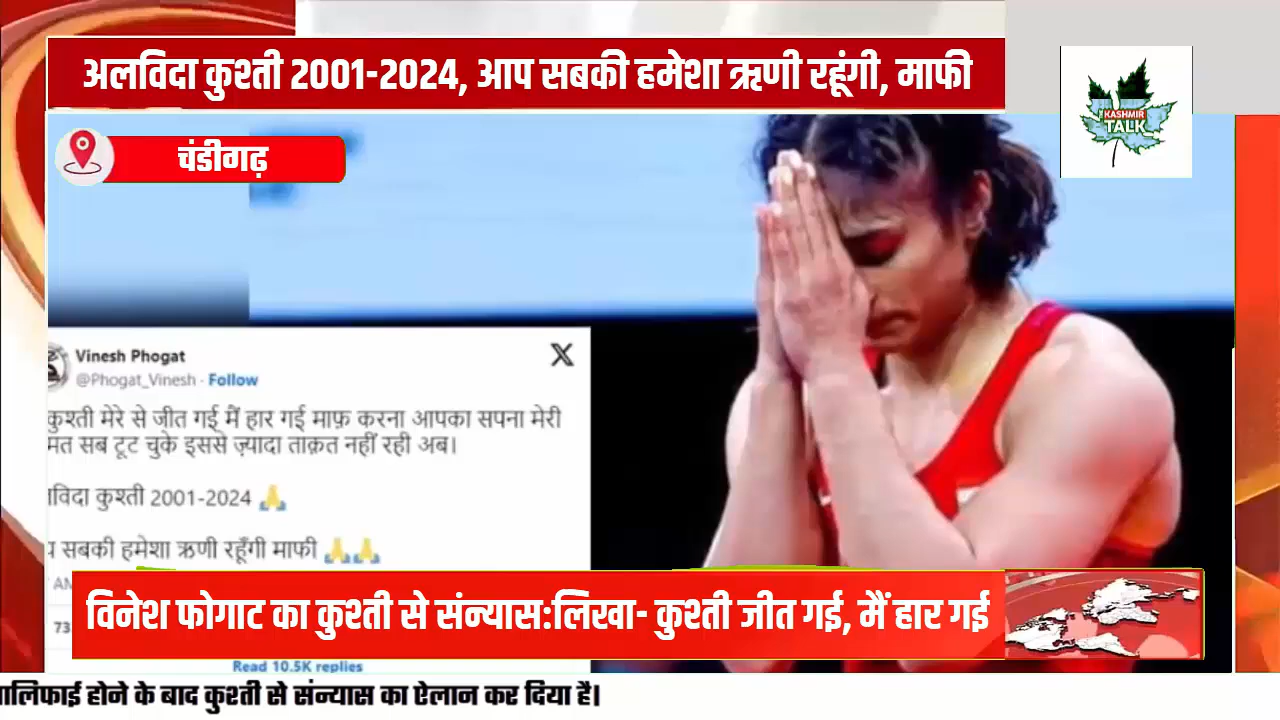 अलविदा कुश्ती 2001-2024, आप सबकी हमेशा ऋणी रहूंगी, माफी
KASHMIR
TALK
चंडीगढ़
Vinesh Phogat
@Phogat_Vinesh · Follow
कुश्ती मेरे से जीत गई मैं हार गई माफ़ करना आपका सपना मेरी
मत सब टूट चुके इससे ज़्यादा ताक़त नहीं रही अब।
विदा कुश्ती 2001-2024 🙏
सबकी हमेशा ऋणी रहूँगी माफी 🙏🙏
विनेश फोगाट का कुश्ती से संन्यास:लिखा- कुश्ती जीत गई, मैं हार गई
Read 10.5K replies
होने के बाद कुश्ती से संन्यास का ऐलान कर दिया है।